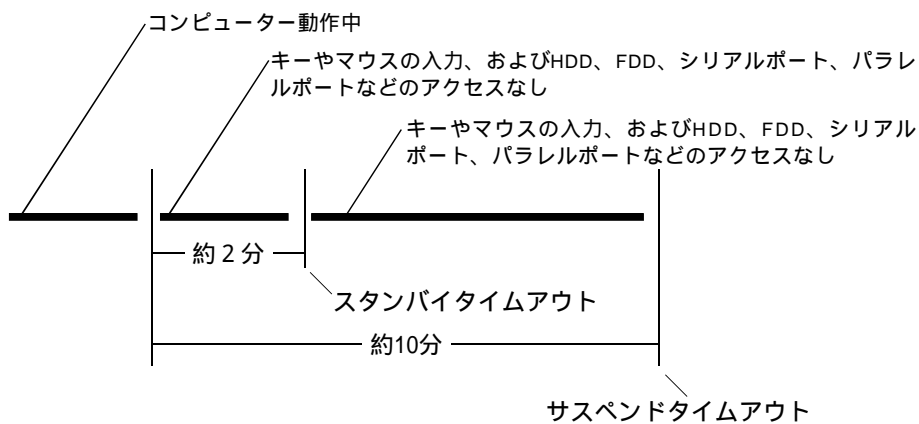 コンピューター動作中
キーやマウスの入力、およびHDD、FDD、シリアルポート、パラレ
ルポートなどのアクセスなし
キーやマウスの入力、およびHDD、FDD、シリアル
ポート、パラレルポートなどのアクセスなし
約２分
スタンバイタイムアウト
約10分
サスペンドタイムアウト